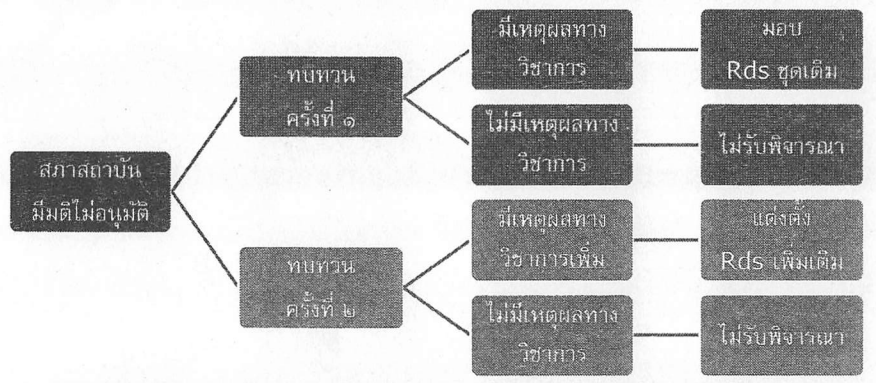 สภาสถาบัน
มีมติไม่อนุมัติ
ทบทวน
ครั้งที่ ๑
มีเหตุผลทาง
วิชาการ
มอบ
Rds ชุดเดิม
ไม่มีเหตุผลทาง
วิชาการ
ไม่รับพิจารณา
ทบทวน
ครั้งที่ ๒
มีเหตุผลทาง
วิชาการเพิ่ม
แต่งตั้ง
Rds เพิ่มเติม
ไม่มีเหตุผลทาง
วิชาการ
ไม่รับพิจารณา